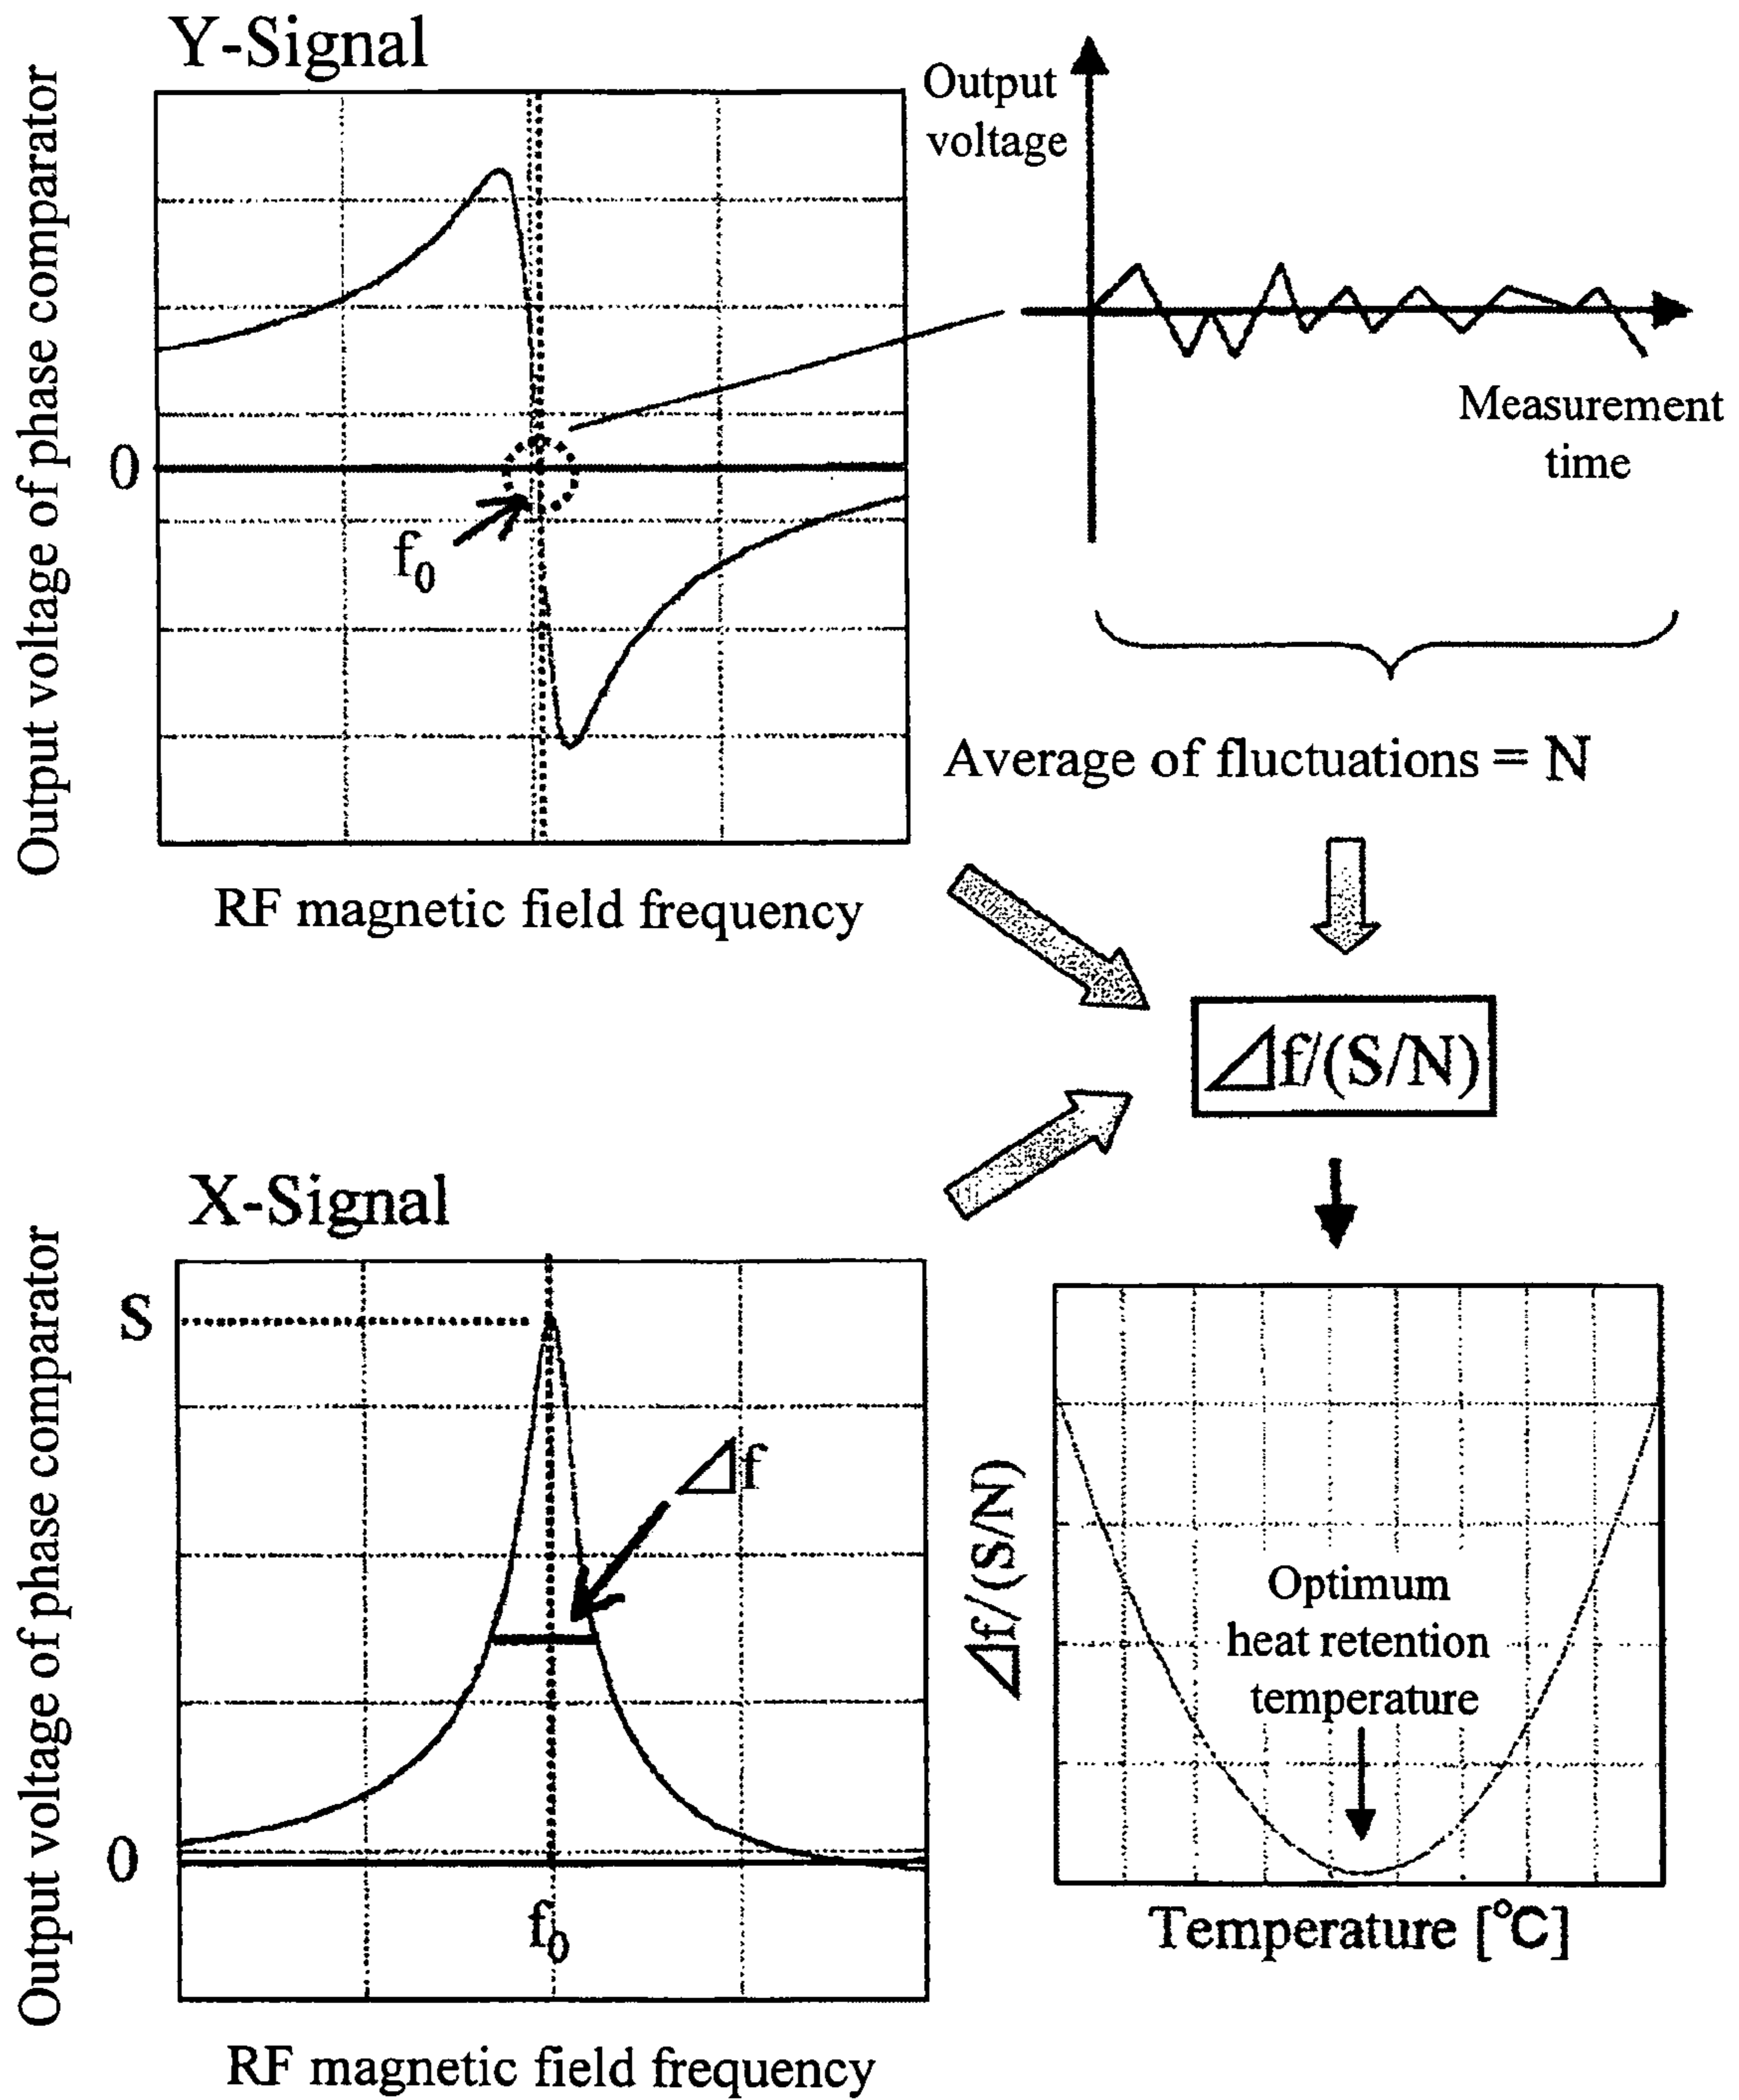 Y-Signal
Output voltage of phase comparator
0
f₀
RF magnetic field frequency
Output
voltage
Measurement
time
Average of fluctuations = N
⊿f/(S/N)
X-Signal
Output voltage of phase comparator
S
⊿f
0
f₀
RF magnetic field frequency
⊿f/(S/N)
Optimum
heat retention
temperature
Temperature [°C]